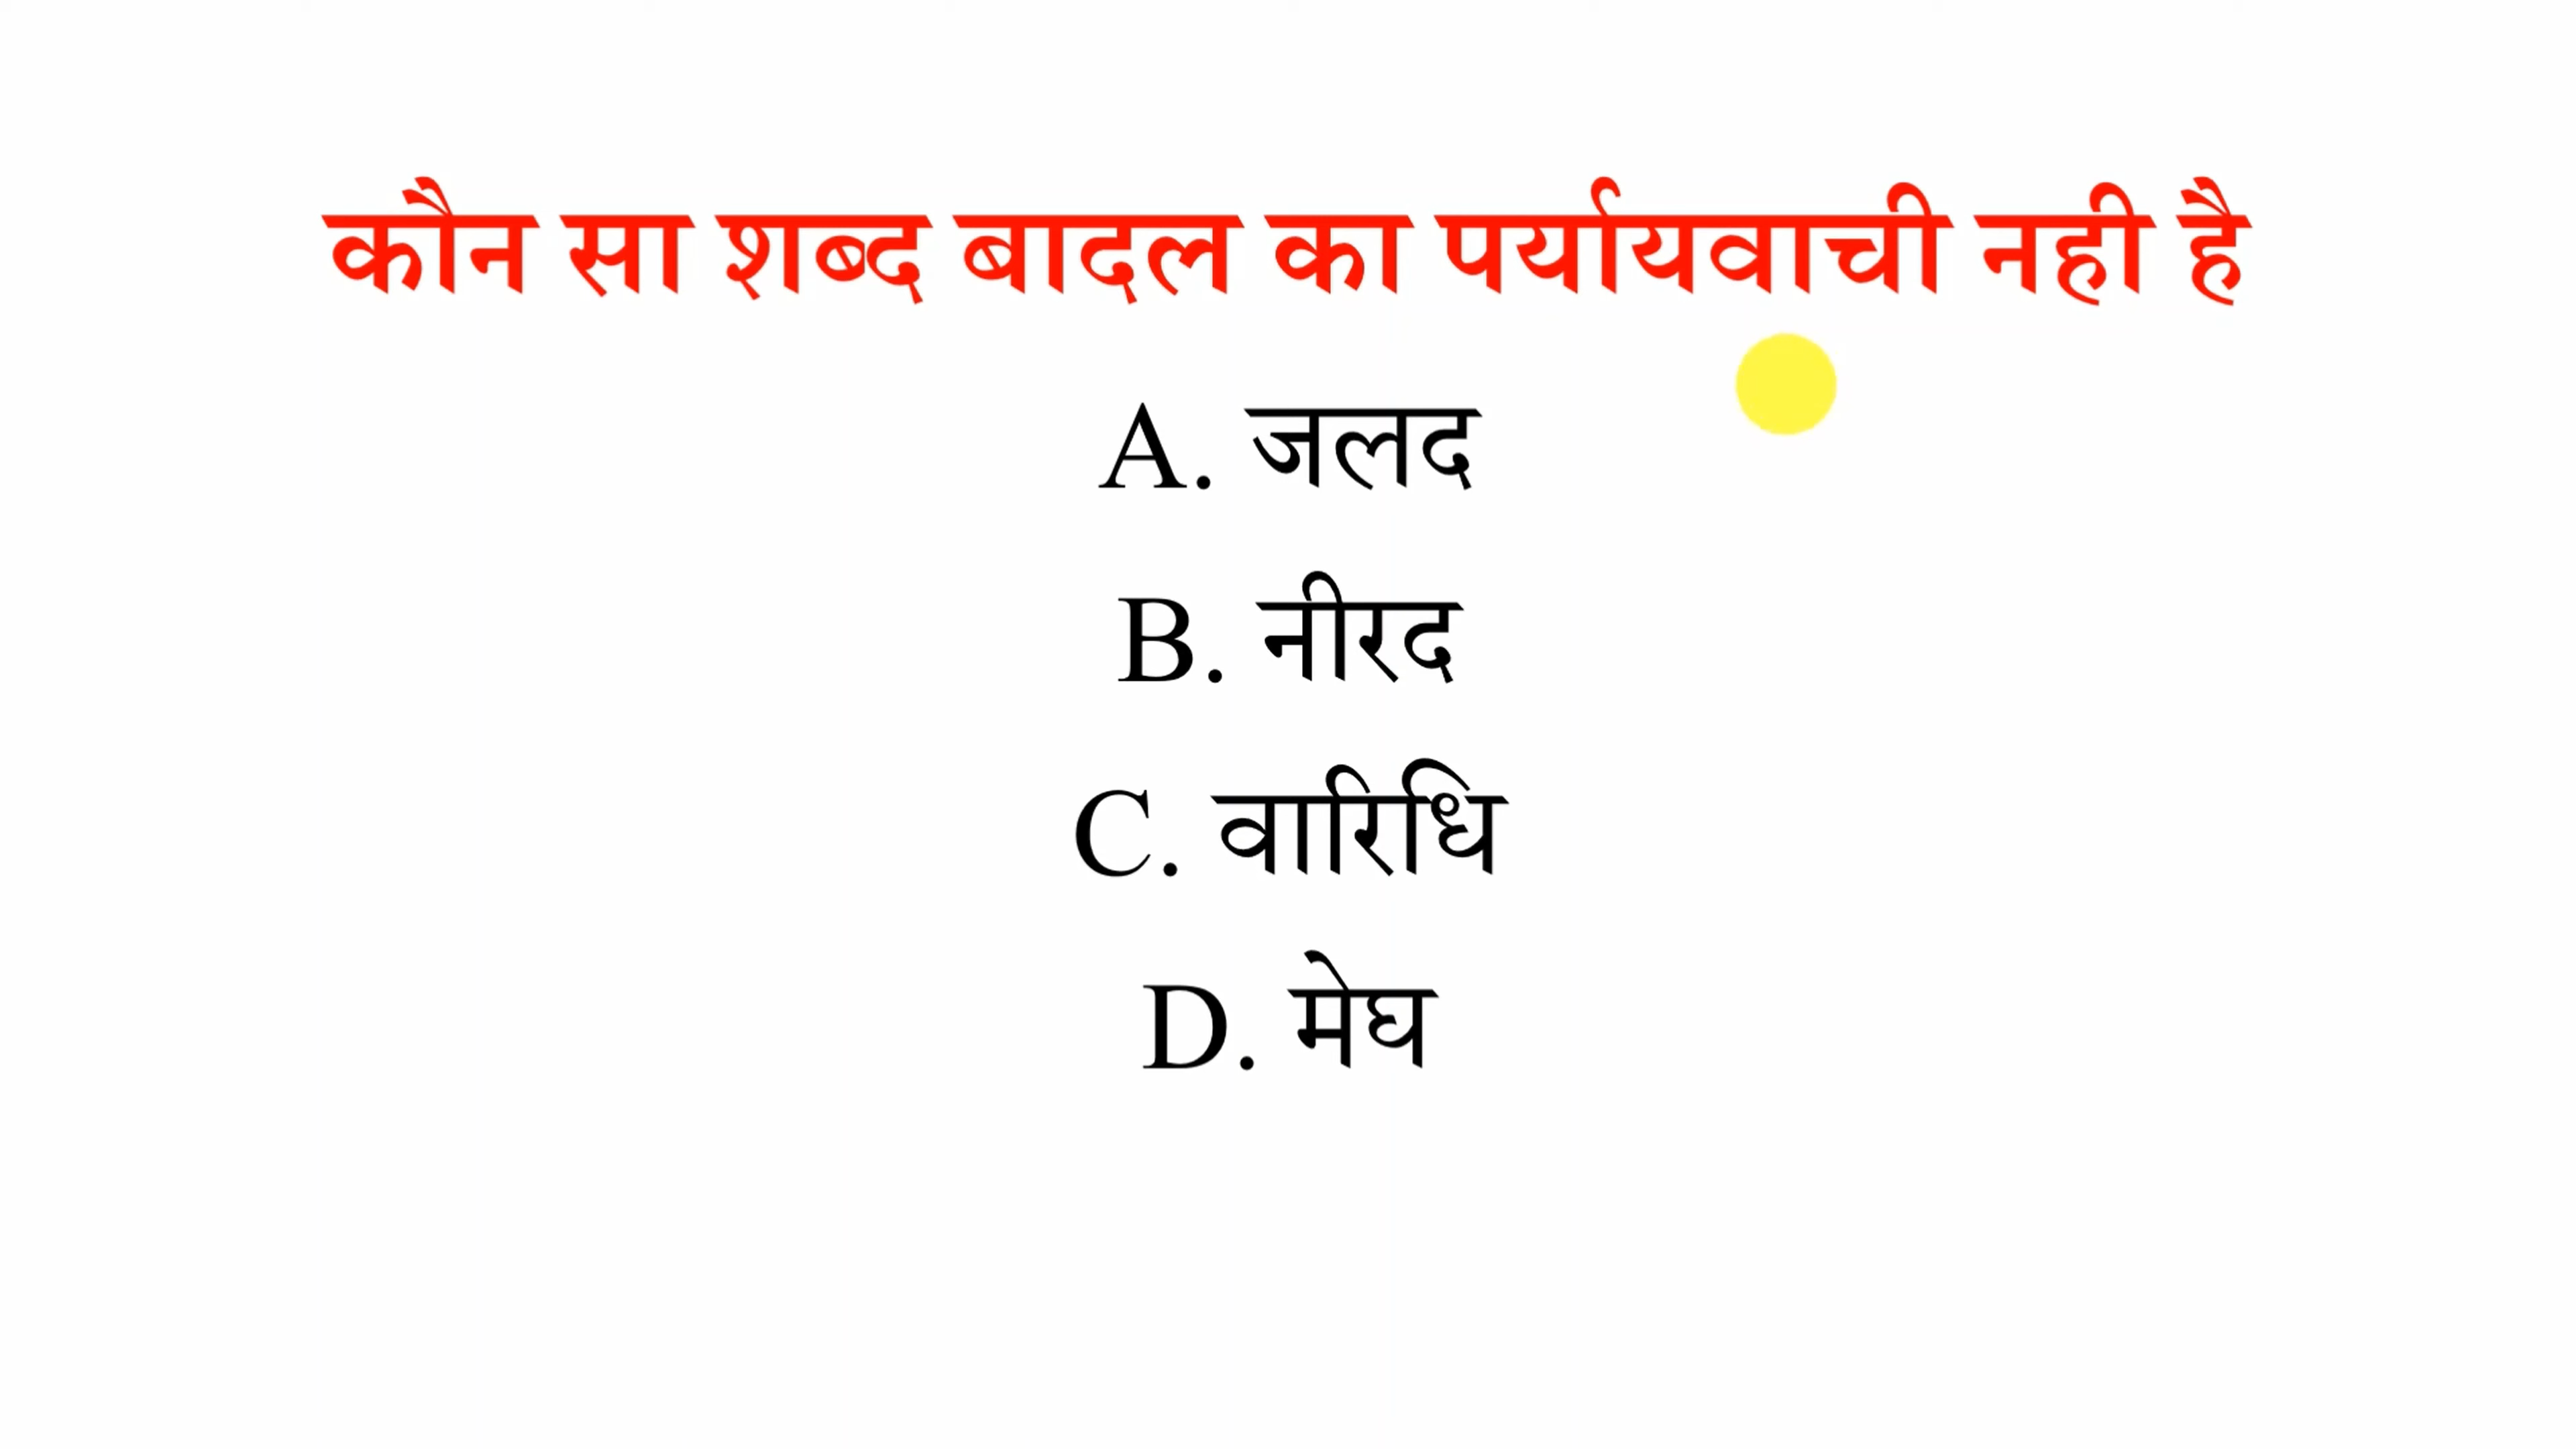 कौन सा शब्द बादल का पर्यायवाची नही है
A. जलद
B. नीरद
C. वारिधि
D. मेघ